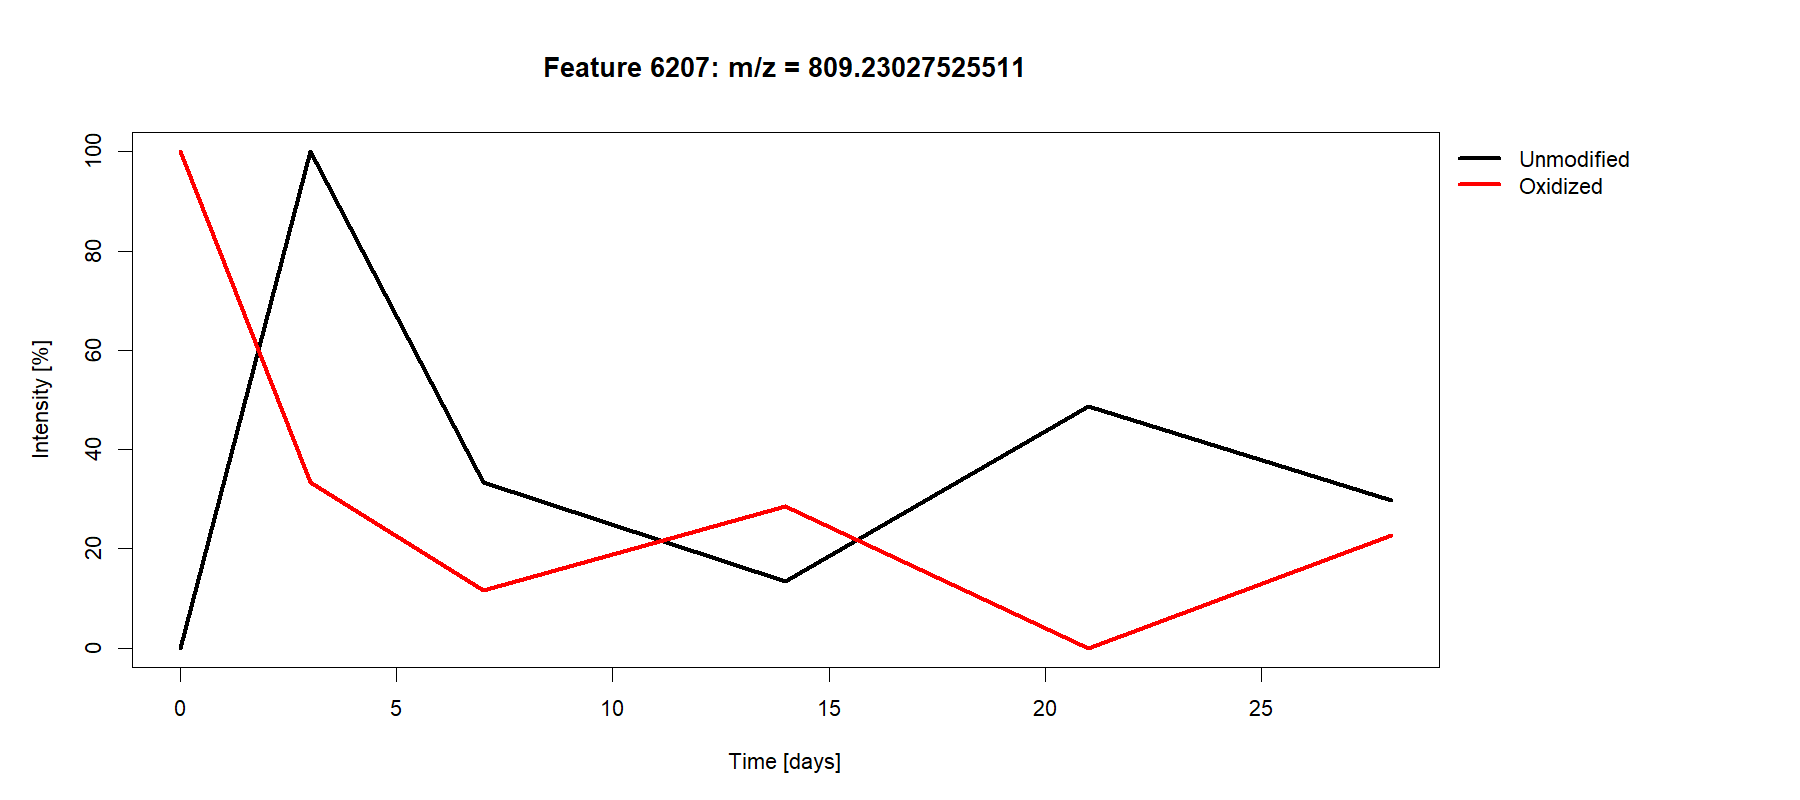 Feature 6207: m/z = 809.23027525511
Unmodified
Oxidized
Intensity [%]
100
80
60
40
20
0
0 5 10 15 20 25
Time [days]